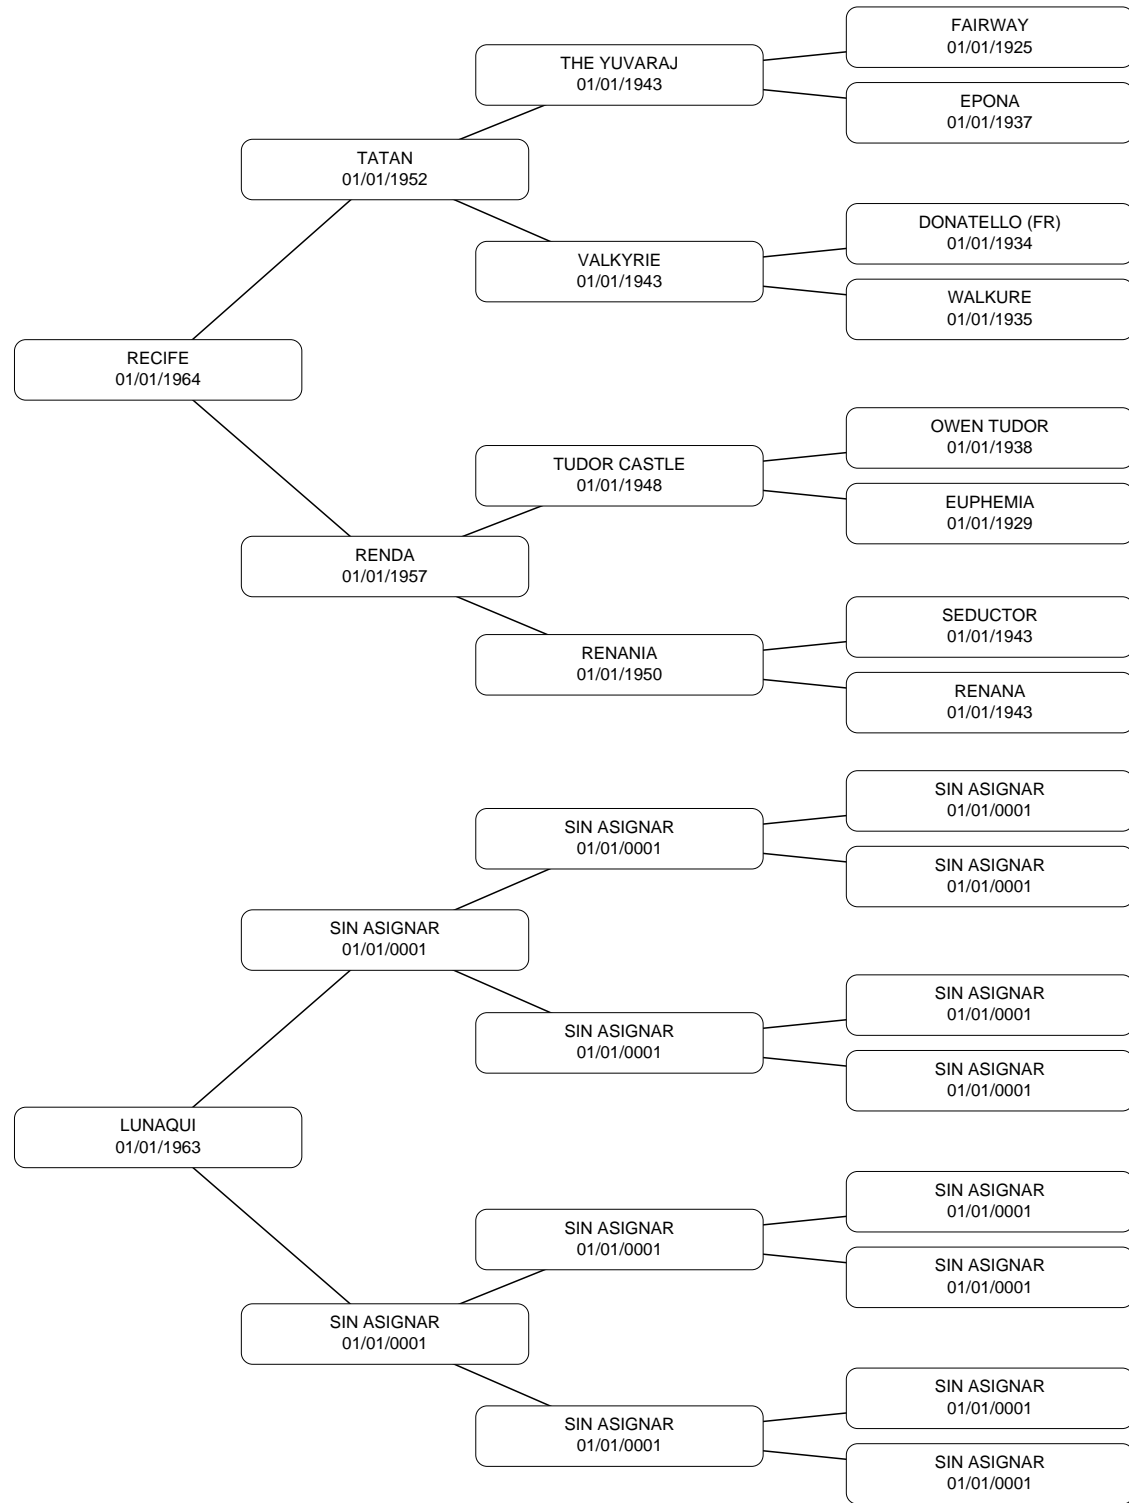 FAIRWAY
01/01/1925
THE YUVARAJ
01/01/1943
EPONA
01/01/1937
TATAN
01/01/1952
DONATELLO (FR)
01/01/1934
VALKYRIE
01/01/1943
WALKURE
01/01/1935
RECIFE
01/01/1964
OWEN TUDOR
01/01/1938
TUDOR CASTLE
01/01/1948
EUPHEMIA
01/01/1929
RENDA
01/01/1957
SEDUCTOR
01/01/1943
RENANIA
01/01/1950
RENANA
01/01/1943
SIN ASIGNAR
01/01/0001
SIN ASIGNAR
01/01/0001
SIN ASIGNAR
01/01/0001
SIN ASIGNAR
01/01/0001
SIN ASIGNAR
01/01/0001
SIN ASIGNAR
01/01/0001
SIN ASIGNAR
01/01/0001
LUNAQUI
01/01/1963
SIN ASIGNAR
01/01/0001
SIN ASIGNAR
01/01/0001
SIN ASIGNAR
01/01/0001
SIN ASIGNAR
01/01/0001
SIN ASIGNAR
01/01/0001
SIN ASIGNAR
01/01/0001
SIN ASIGNAR
01/01/0001